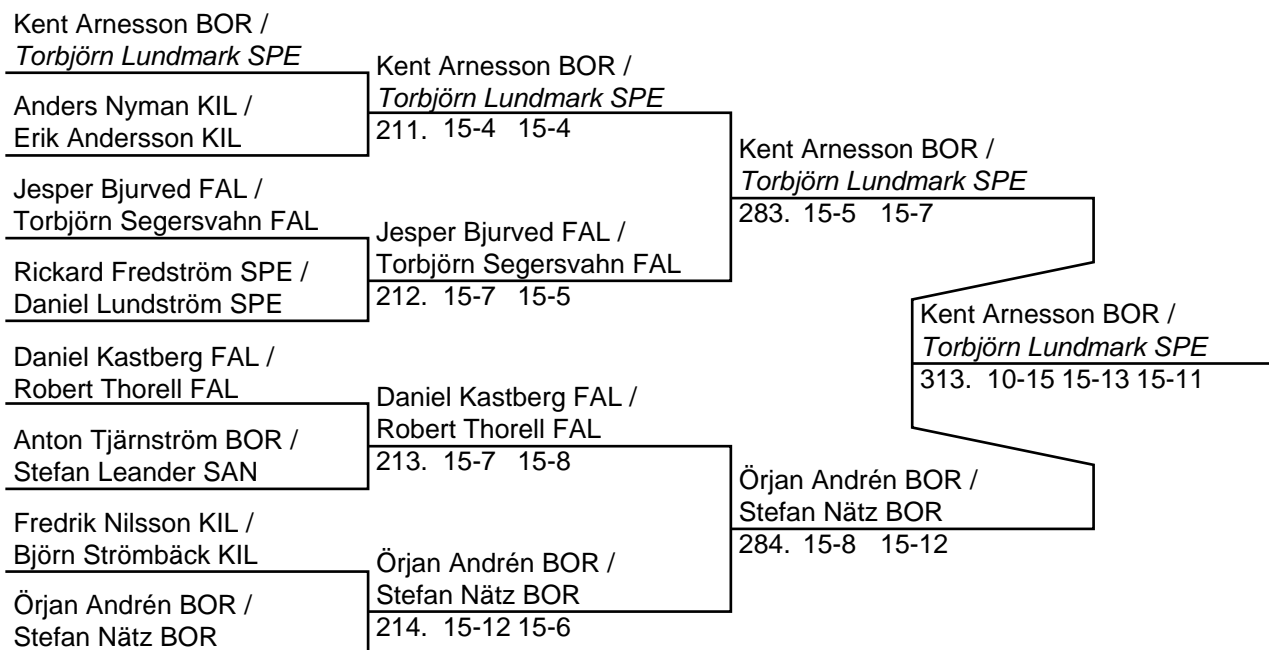 Kent Arnesson BOR /
Torbjörn Lundmark SPE
Anders Nyman KIL /
Erik Andersson KIL
Jesper Bjurved FAL /
Torbjörn Segersvahn FAL
Rickard Fredström SPE /
Daniel Lundström SPE
Daniel Kastberg FAL /
Robert Thorell FAL
Anton Tjärnström BOR /
Stefan Leander SAN
Fredrik Nilsson KIL /
Björn Strömbäck KIL
Örjan Andrén BOR /
Stefan Nätz BOR
Kent Arnesson BOR /
Torbjörn Lundmark SPE
211. 15-4 15-4
Jesper Bjurved FAL /
Torbjörn Segersvahn FAL
212. 15-7 15-5
Daniel Kastberg FAL /
Robert Thorell FAL
213. 15-7 15-8
Örjan Andrén BOR /
Stefan Nätz BOR
214. 15-12 15-6
Kent Arnesson BOR /
Torbjörn Lundmark SPE
283. 15-5 15-7
Örjan Andrén BOR /
Stefan Nätz BOR
284. 15-8 15-12
Kent Arnesson BOR /
Torbjörn Lundmark SPE
313. 10-15 15-13 15-11